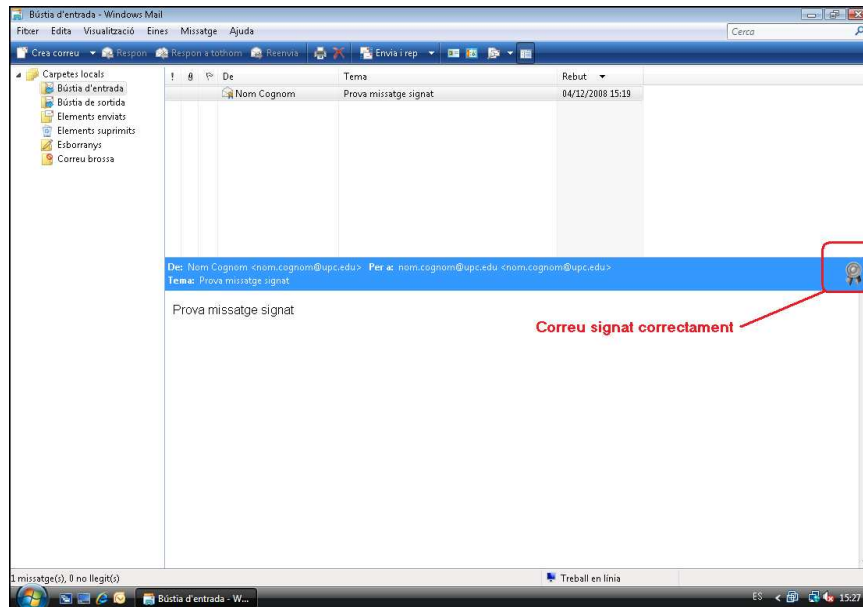 Bústia d'entrada - Windows Mail
Fitxer Edita Visualització Eines Missatge Ajuda
Cerca
Crea correu Respon Respon a tothom Reenvia Envia i rep
Carpetes locals
Bústia d'entrada
Bústia de sortida
Elements enviats
Elements suprimits
Esborranys
Correu brossa
! De Tema Rebut
Nom Cognom Prova missatge signat 04/12/2008 15:19
De: Nom Cognom <nom.cognom@upc.edu> Per a: nom.cognom@upc.edu <nom.cognom@upc.edu>
Tema: Prova missatge signat
Prova missatge signat
Correu signat correctament
1 missatge(s), 0 no llegit(s)
Treball en línia
Bústia d'entrada - W...
ES
15:27